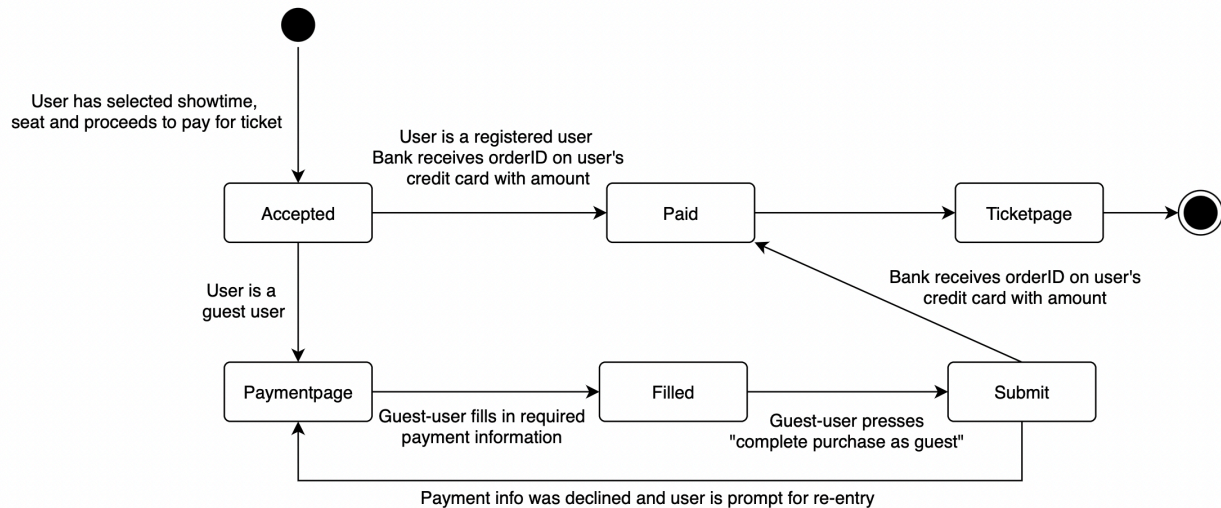 User has selected showtime,
seat and proceeds to pay for ticket
User is a registered user
Bank receives orderID on user's
credit card with amount
Accepted
Paid
Ticketpage
User is a
guest user
Bank receives orderID on user's
credit card with amount
Paymentpage
Filled
Submit
Guest-user fills in required
payment information
Guest-user presses
"complete purchase as guest"
Payment info was declined and user is prompt for re-entry